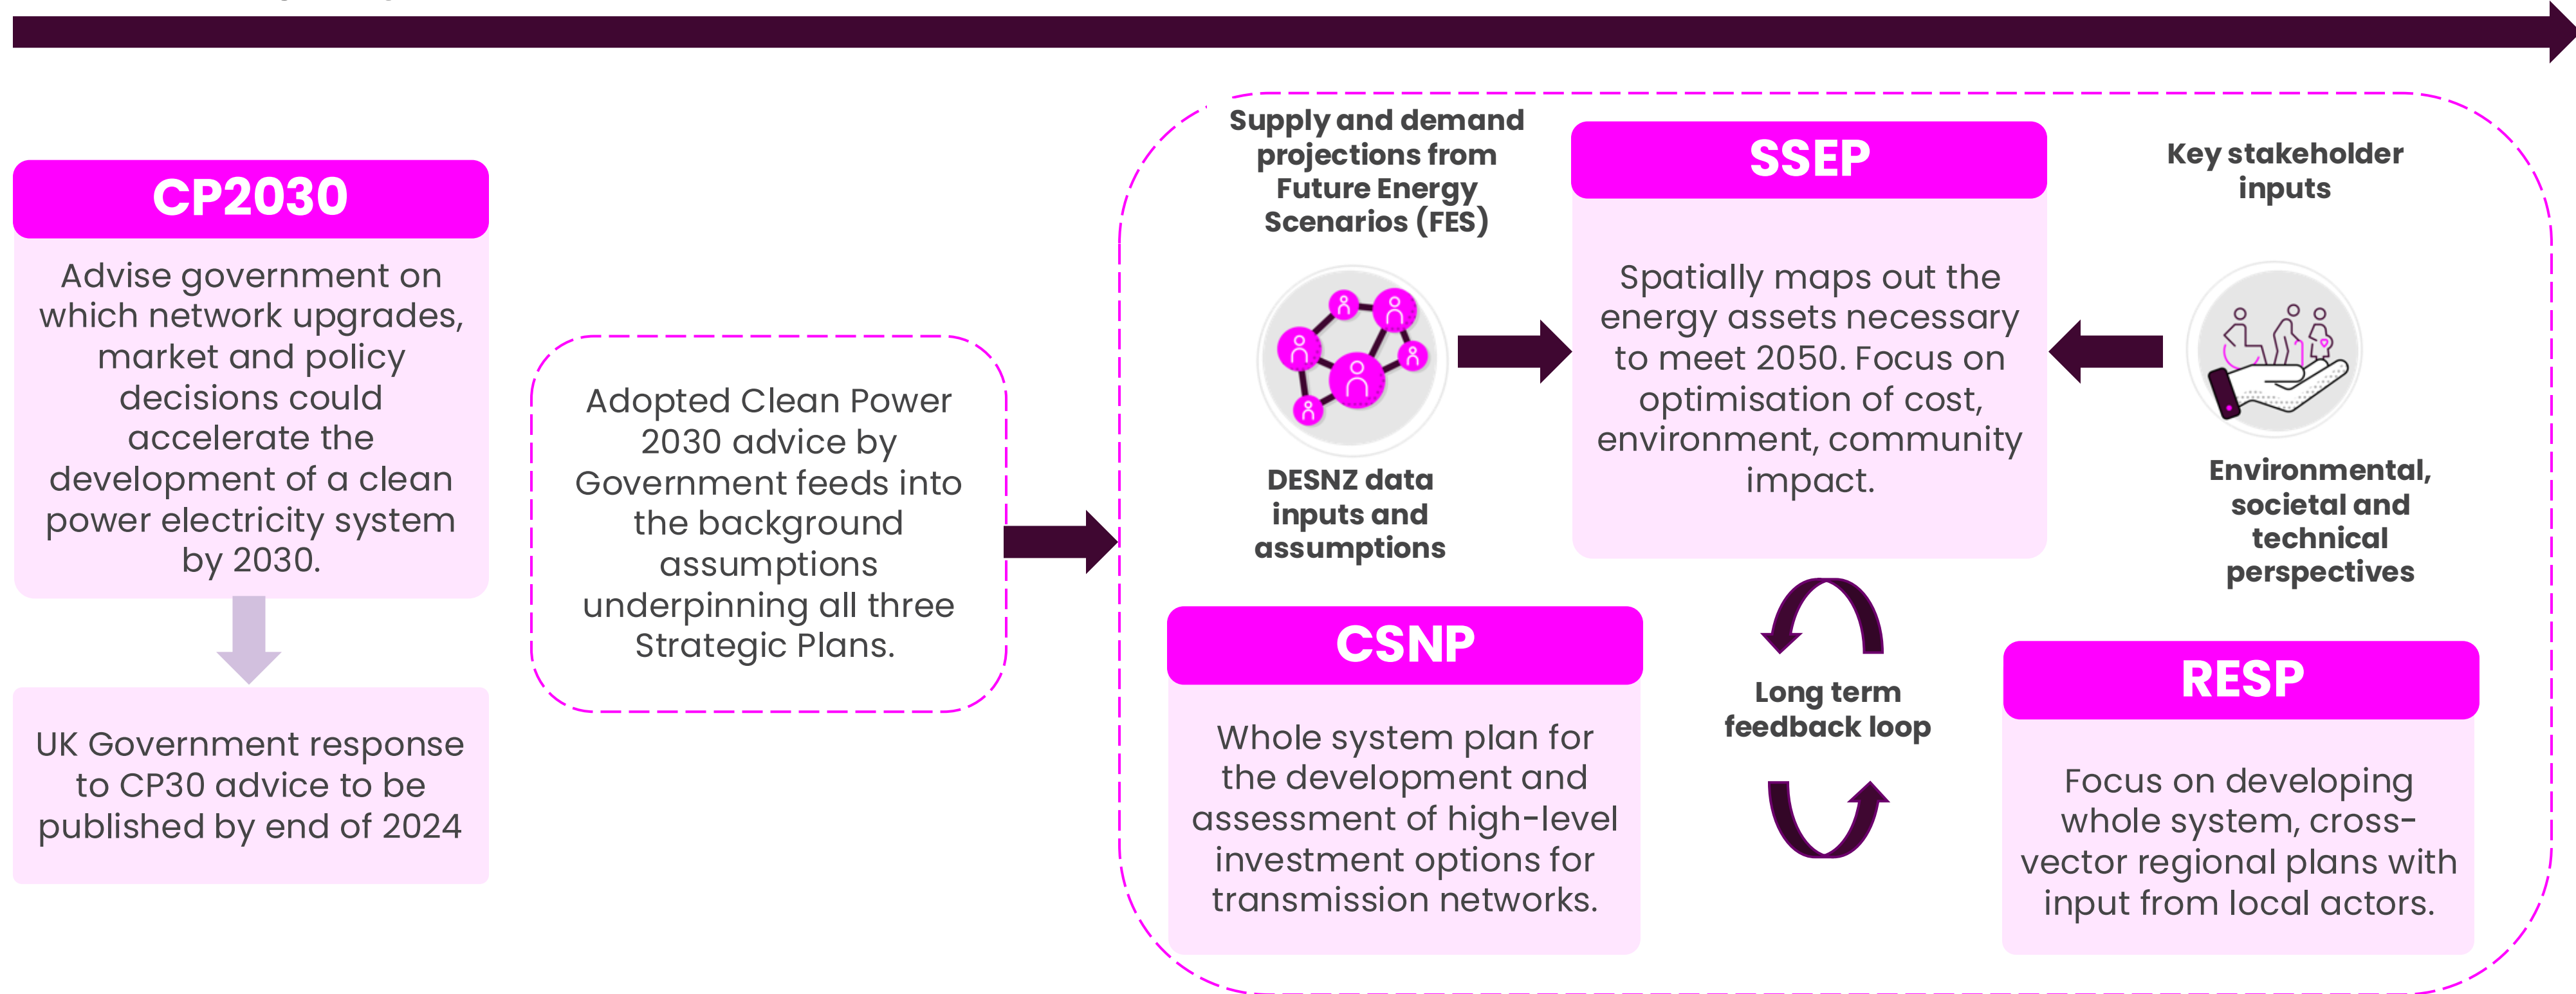 CP2030
Advise government on
which network upgrades,
market and policy
decisions could
accelerate the
development of a clean
power electricity system
by 2030.
UK Government response
to CP30 advice to be
published by end of 2024
Adopted Clean Power
2030 advice by
Government feeds into
the background
assumptions
underpinning all three
Strategic Plans.
Supply and demand
projections from
Future Energy
Scenarios (FES)
DESNZ data
inputs and
assumptions
SSEP
Spatially maps out the
energy assets necessary
to meet 2050. Focus on
optimisation of cost,
environment, community
impact.
Key stakeholder
inputs
Environmental,
societal and
technical
perspectives
CSNP
Whole system plan for
the development and
assessment of high-level
investment options for
transmission networks.
Long term
feedback loop
RESP
Focus on developing
whole system, cross-
vector regional plans with
input from local actors.